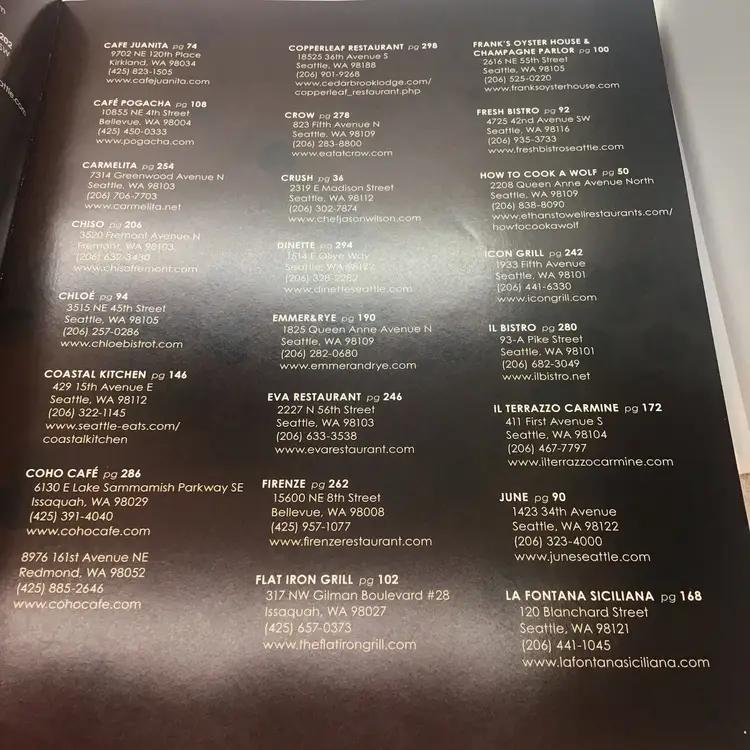 202
sw
attle.com
CAFE JUANITA pg 74
9702 NE 120th Place
Kirkland, WA 98034
(425) 823-1505
www.cafejuanita.com
CAFÉ POGACHA pg 108
10855 NE 4th Street
Bellevue, WA 98004
(425) 450-0333
www.pogacha.com
CARMELITA pg 254
7314 Greenwood Avenue N
Seattle, WA 98103
(206) 706-7703
www.carmelita.net
CHISO pg 206
3520 Fremont Avenue N
Fremont, WA 98103
(206) 632-3430
www.chisofremont.com
CHLOÉ pg 94
3515 NE 45th Street
Seattle, WA 98105
(206) 257-0286
www.chloebistrot.com
COASTAL KITCHEN pg 146
429 15th Avenue E
Seattle, WA 98112
(206) 322-1145
www.seattle-eats.com/
coastalkitchen
COHO CAFÉ pg 286
6130 E Lake Sammamish Parkway SE
Issaquah, WA 98029
(425) 391-4040
www.cohocafe.com
8976 161st Avenue NE
Redmond, WA 98052
(425) 885-2646
www.cohocafe.com
COPPERLEAF RESTAURANT pg 298
18525 36th Avenue S
Seattle, WA 98188
(206) 901-9268
www.cedarbrooklodge.com/
copperleaf_restaurant.php
CROW pg 278
823 Fifth Avenue N
Seattle, WA 98109
(206) 283-8800
www.eatatcrow.com
CRUSH pg 36
2319 E Madison Street
Seattle, WA 98112
(206) 302-7874
www.chefjasonwilson.com
DINETTE pg 294
1514 E Olive Way
Seattle, WA 98122
(206) 328-2282
www.dinetteseattle.com
EMMER&RYE pg 190
1825 Queen Anne Avenue N
Seattle, WA 98109
(206) 282-0680
www.emmerandrye.com
EVA RESTAURANT pg 246
2227 N 56th Street
Seattle, WA 98103
(206) 633-3538
www.evarestaurant.com
FIRENZE pg 262
15600 NE 8th Street
Bellevue, WA 98008
(425) 957-1077
www.firenzerestaurant.com
FLAT IRON GRILL pg 102
317 NW Gilman Boulevard #28
Issaquah, WA 98027
(425) 657-0373
www.theflatirongrill.com
FRANK'S OYSTER HOUSE &
CHAMPAGNE PARLOR pg 100
2616 NE 55th Street
Seattle, WA 98105
(206) 525-0220
www.franksoysterhouse.com
FRESH BISTRO pg 92
4725 42nd Avenue SW
Seattle, WA 98116
(206) 935-3733
www.freshbistroseattle.com
HOW TO COOK A WOLF pg 50
2208 Queen Anne Avenue North
Seattle, WA 98109
(206) 838-8090
www.ethanstowellrestaurants.com/
howtocookawolf
ICON GRILL pg 242
1933 Fifth Avenue
Seattle, WA 98101
(206) 441-6330
www.icongrill.com
IL BISTRO pg 280
93-A Pike Street
Seattle, WA 98101
(206) 682-3049
www.ilbistro.net
IL TERRAZZO CARMINE pg 172
411 First Avenue S
Seattle, WA 98104
(206) 467-7797
www.ilterrazzocarmine.com
JUNE pg 90
1423 34th Avenue
Seattle, WA 98122
(206) 323-4000
www.juneseattle.com
LA FONTANA SICILIANA pg 168
120 Blanchard Street
Seattle, WA 98121
(206) 441-1045
www.lafontanasiciliana.com